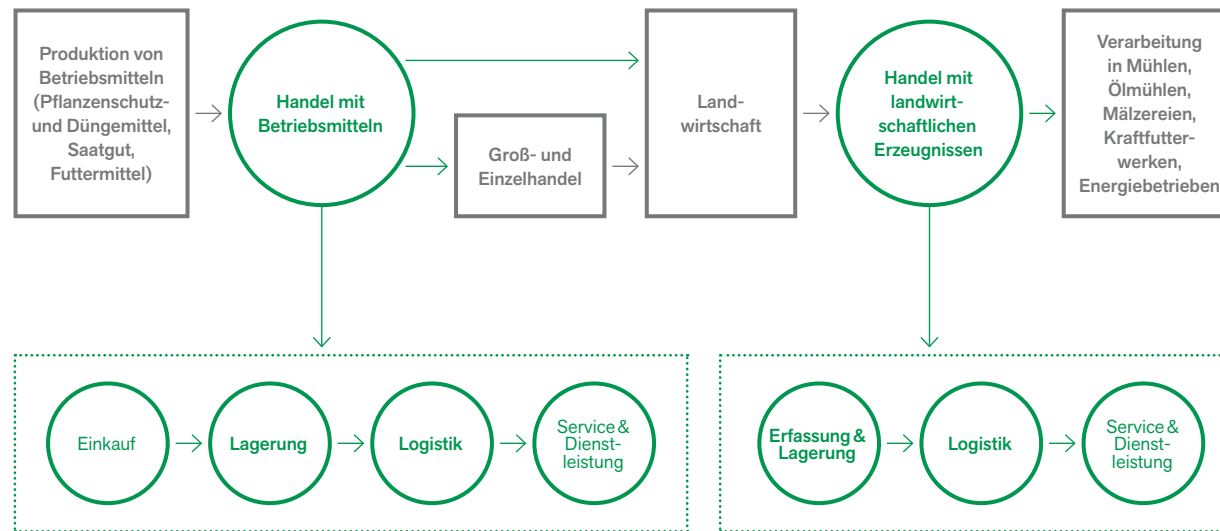 Produktion von
Betriebsmitteln
(Pflanzenschutz-
und Düngemittel,
Saatgut,
Futtermittel)
Handel mit
Betriebsmitteln
Groß- und
Einzelhandel
Land-
wirtschaft
Handel mit
landwirt-
schaftlichen
Erzeugnissen
Verarbeitung
in Mühlen,
Ölmühlen,
Mälzereien,
Kraftfutter-
werken,
Energiebetrieben
Einkauf
Lagerung
Logistik
Service &
Dienst-
leistung
Erfassung &
Lagerung
Logistik
Service &
Dienst-
leistung